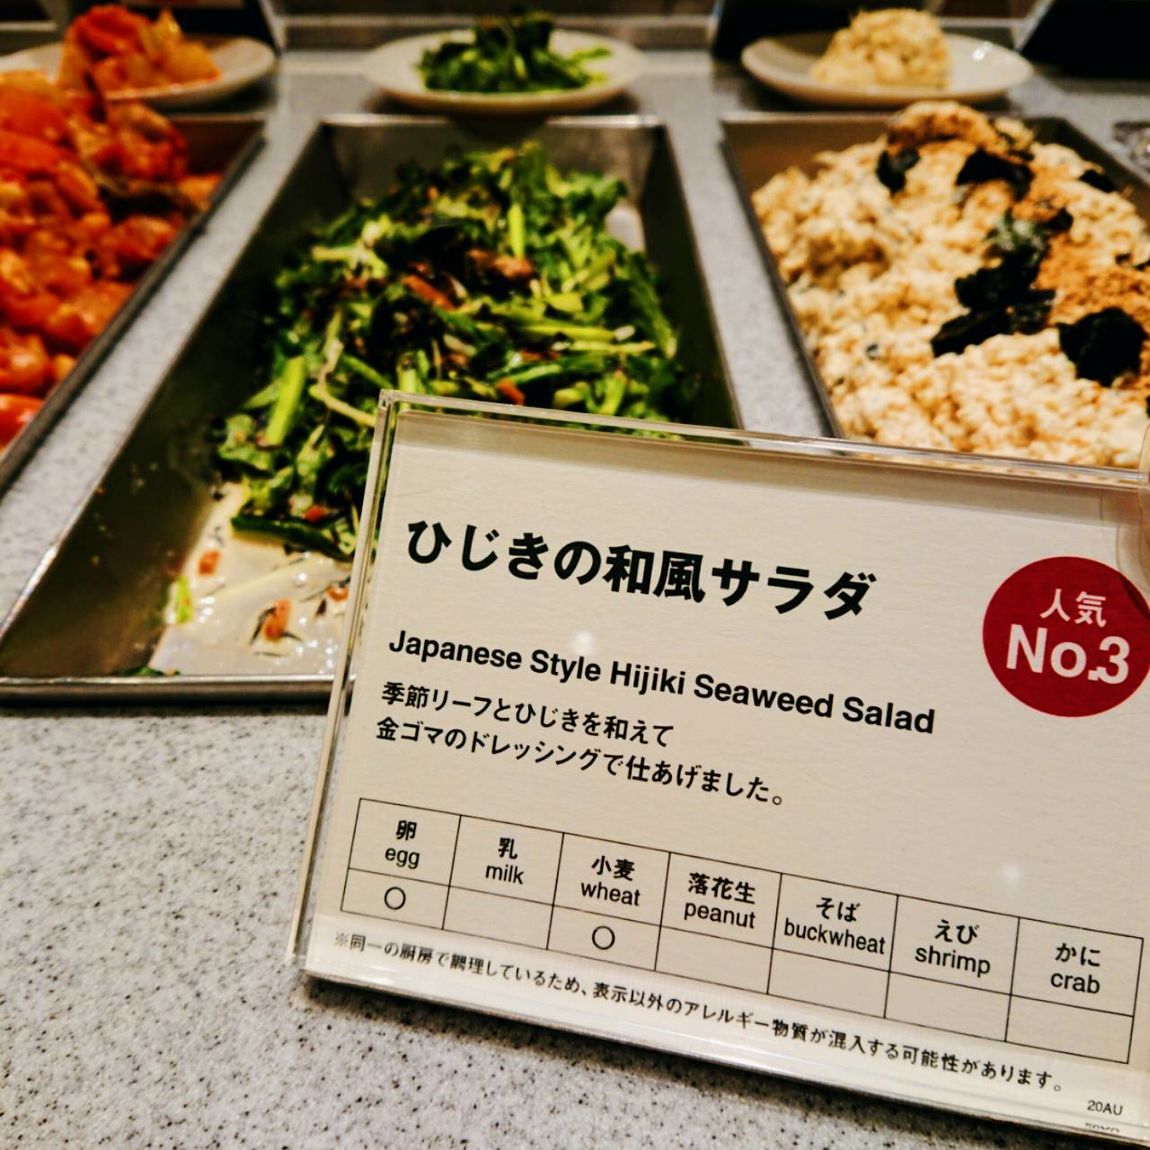 ひじきの和風サラダ
人気
No.3
Japanese Style Hijiki Seaweed Salad
季節リーフとひじきを和えて
金ゴマのドレッシングで仕あげました。
卵 乳 小麦 落花生 そば えび かに
egg milk wheat peanut buckwheat shrimp crab
○ ○
※同一の厨房で調理しているため、表示以外のアレルギー物質が混入する可能性があります。
20AU